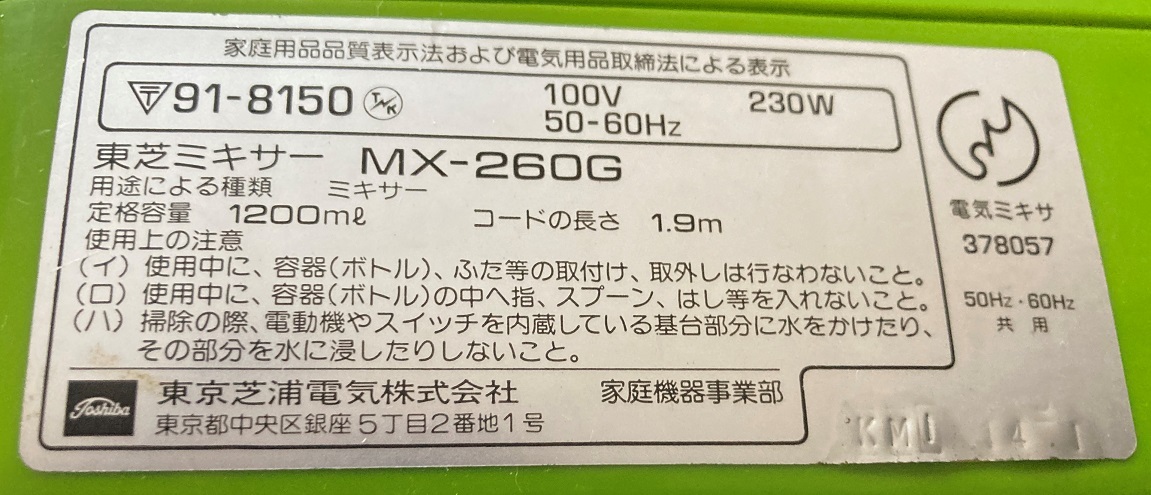 家庭用品品質表示法および電気用品取締法による表示
〒91-8150 TWK 100V 230W
50-60Hz
東芝ミキサー MX-260G
用途による種類 ミキサー
定格容量 1200mℓ コードの長さ 1.9m
使用上の注意
(イ) 使用中に、容器(ボトル)、ふた等の取付け、取外しは行なわないこと。
(ロ) 使用中に、容器(ボトル)の中へ指、スプーン、はし等を入れないこと。
(ハ) 掃除の際、電動機やスイッチを内蔵している基台部分に水をかけたり、
その部分を水に浸したりしないこと。
Toshiba
東京芝浦電気株式会社 家庭機器事業部
東京都中央区銀座5丁目2番地1号
電気ミキサ
378057
50Hz・60Hz
共用